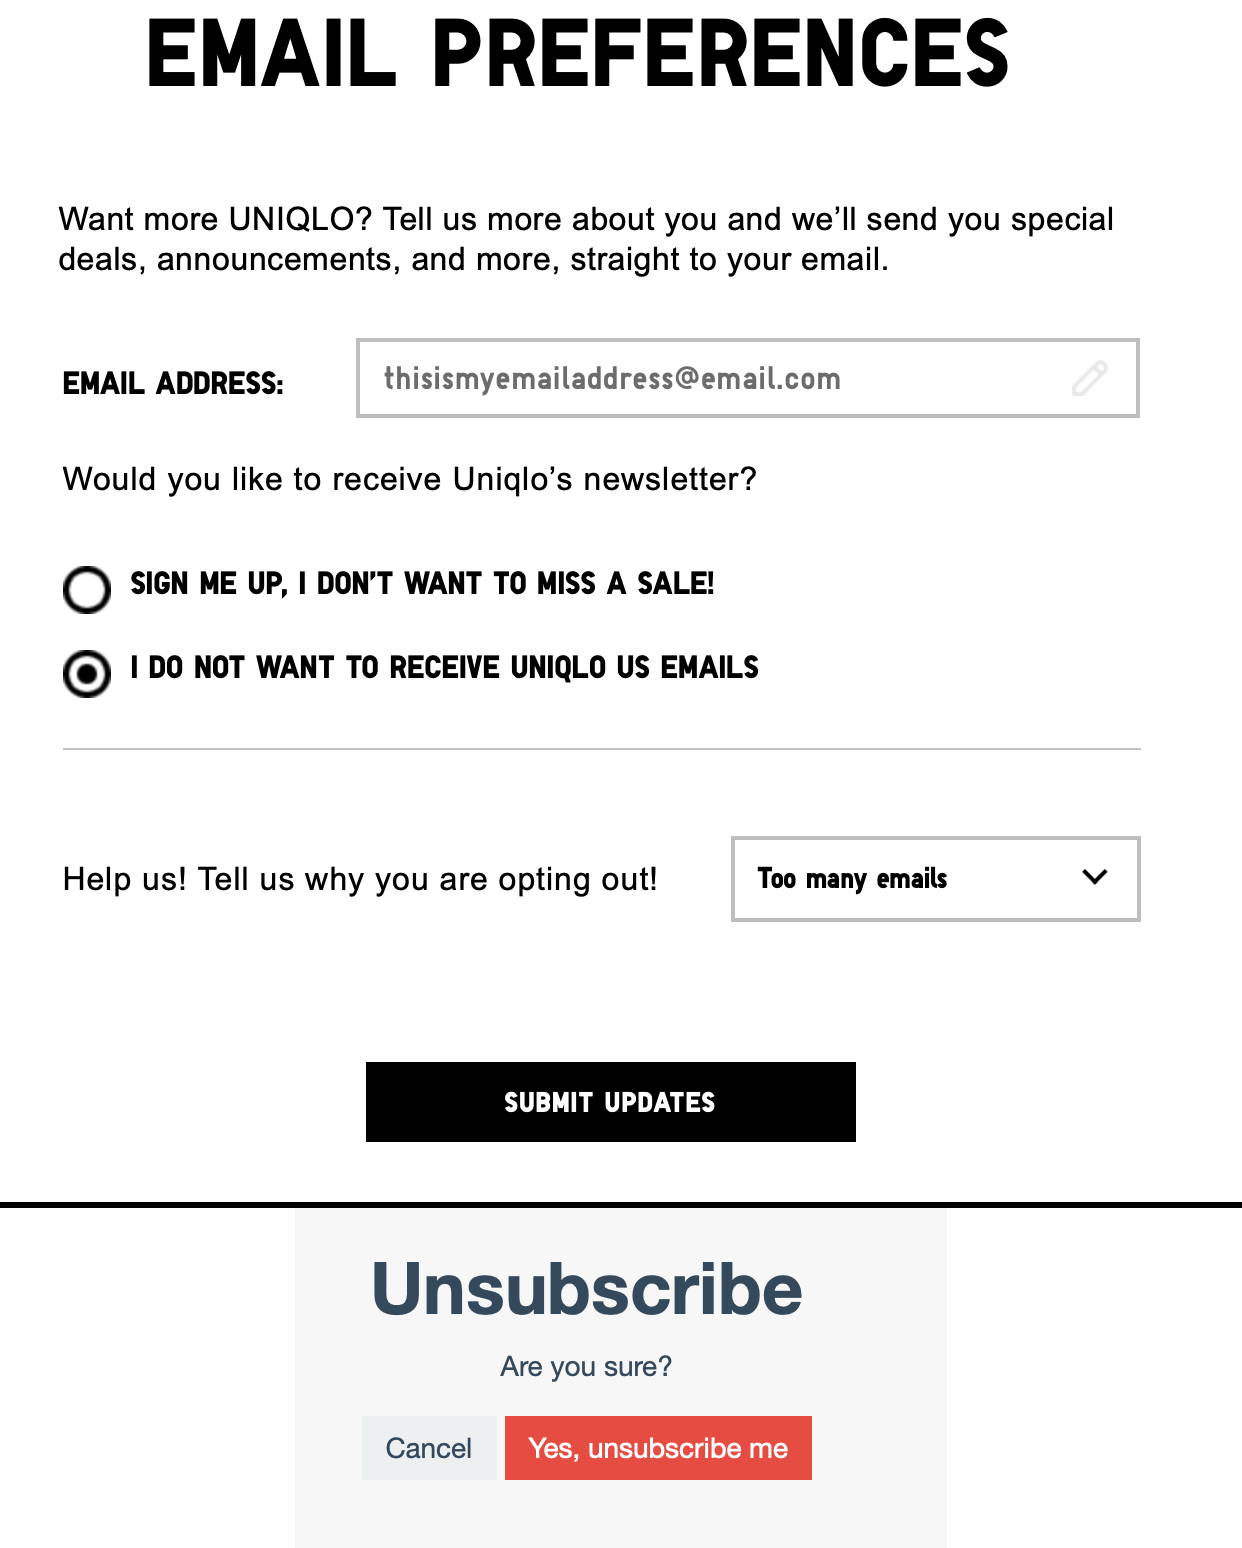 EMAIL PREFERENCES
Want more UNIQLO? Tell us more about you and we’ll send you special
deals, announcements, and more, straight to your email.
EMAIL ADDRESS:
thisismyemailaddress@email.com
Would you like to receive Uniqlo’s newsletter?
SIGN ME UP, I DON’T WANT TO MISS A SALE!
I DO NOT WANT TO RECEIVE UNIQLO US EMAILS
Help us! Tell us why you are opting out!
Too many emails
SUBMIT UPDATES
Unsubscribe
Are you sure?
Cancel
Yes, unsubscribe me